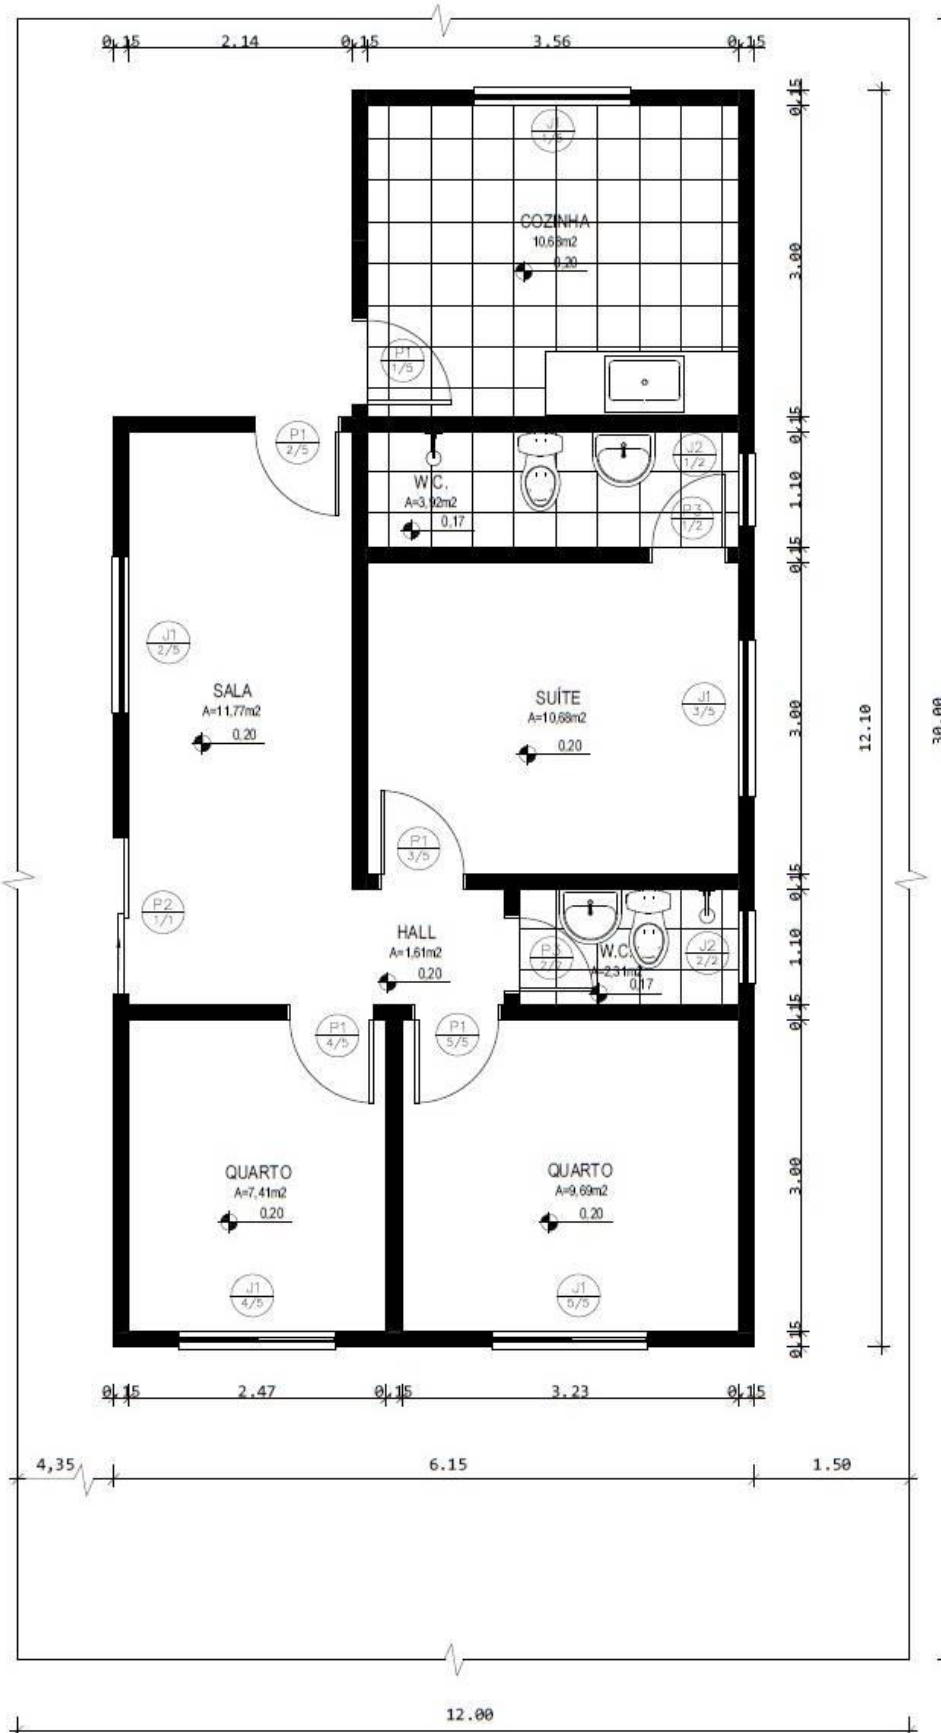 0,15 2.14 0,15 3.56 0,15
J1
1/5
0,15
COZINHA
10,68m2
0,20
3.00
P1
1/5
P1
2/5
0,15
J2
1/2
W.C.
A=3,92m2
0,17
P3
1/2
1.10
0,15
J1
2/5
SALA
A=11,77m2
0,20
SUÍTE
A=10,68m2
0,20
J1
3/5
3.00
12.10
30.00
P1
3/5
0,15
P2
1/1
HALL
A=1,61m2
0,20
P3
2/2
W.C.
A=2,31m2
0,17
J2
2/2
1.10
0,15
P1
4/5
P1
5/5
QUARTO
A=7,41m2
0,20
QUARTO
A=9,69m2
0,20
3.00
J1
4/5
J1
5/5
0,15
0,15 2.47 0,15 3.23 0,15
4,35 6.15 1.50
12.00